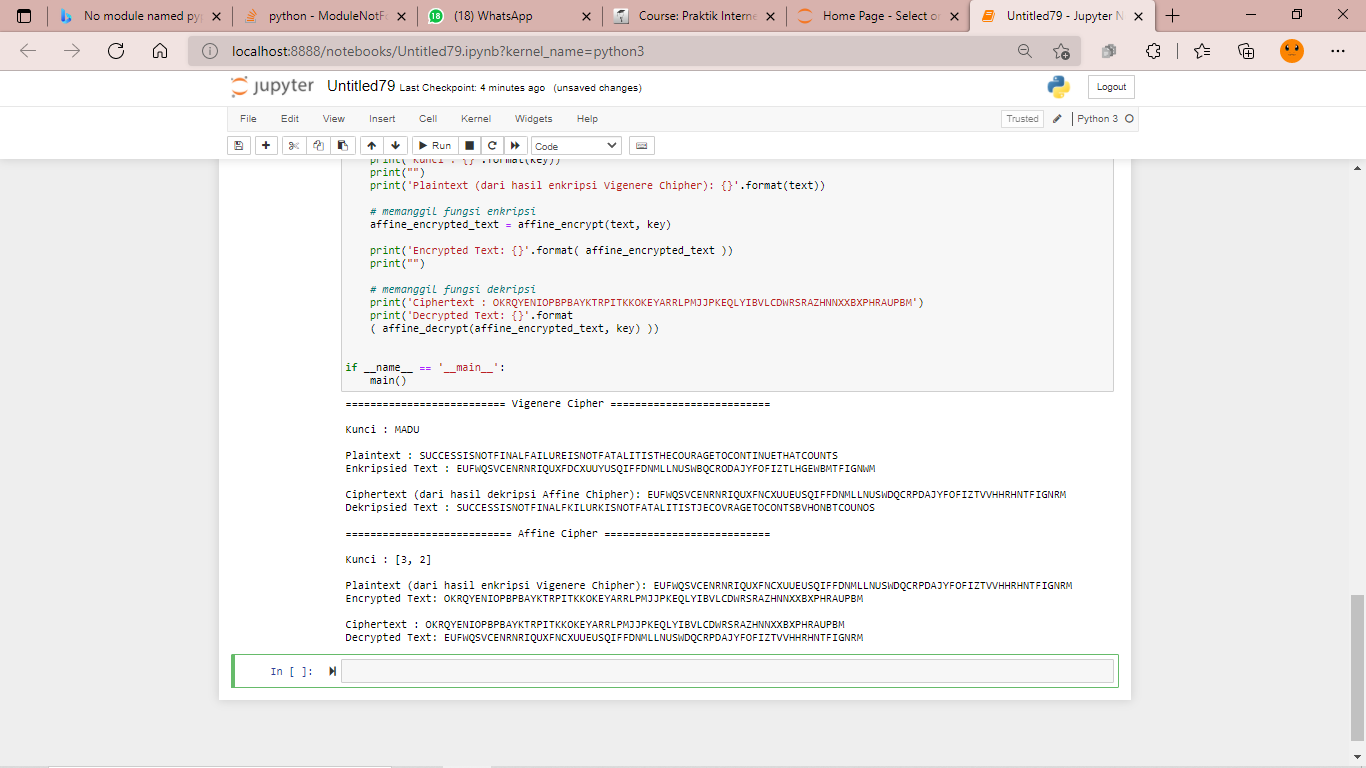 No module named pyp
python - ModuleNotFo
(18) WhatsApp
Course: Praktik Interne
Home Page - Select or
Untitled79 - Jupyter N
localhost:8888/notebooks/Untitled79.ipynb?kernel_name=python3
jupyter Untitled79 Last Checkpoint: 4 minutes ago (unsaved changes)
Logout
File Edit View Insert Cell Kernel Widgets Help
Trusted
Python 3
Run
Code
print('Kunci : {}'.format(key))
print("")
print('Plaintext (dari hasil enkripsi Vigenere Chipher): {}'.format(text))
# memanggil fungsi enkripsi
affine_encrypted_text = affine_encrypt(text, key)
print('Encrypted Text: {}'.format( affine_encrypted_text ))
print("")
# memanggil fungsi dekripsi
print('Ciphertext : OKRQYENIOPBPBAYKTRPITKKOKEYARRLPMJJPKEQLYIBVLCDWRSRAZHNNXXBXPHRAUPBM')
print('Decrypted Text: {}'.format
( affine_decrypt(affine_encrypted_text, key) ))
if __name__ == '__main__':
main()
========================== Vigenere Cipher ==========================
Kunci : MADU
Plaintext : SUCCESSISNOTFINALFAILUREISNOTFATALITISTHECOURAGETOCONTINUETHATCOUNTS
Enkripsied Text : EUFWQSVCENRNRIQUXFDCXUUYUSQIFFDNMLLNUSWBQCRODAJYFOFIZTLHGEWBMTFIGNWM
Ciphertext (dari hasil dekripsi Affine Chipher): EUFWQSVCENRNRIQUXFNCXUUEUSQIFFDNMLLNUSWDQCRPDAJYFOFIZTVVHHRHNTFIGNRM
Dekripsied Text : SUCCESSISNOTFINALFKILURKISNOTFATALITISTJECOVRAGETOCONTSBVHONBTCOUNOS
========================== Affine Cipher ==========================
Kunci : [3, 2]
Plaintext (dari hasil enkripsi Vigenere Chipher): EUFWQSVCENRNRIQUXFNCXUUEUSQIFFDNMLLNUSWDQCRPDAJYFOFIZTVVHHRHNTFIGNRM
Encrypted Text: OKRQYENIOPBPBAYKTRPITKKOKEYARRLPMJJPKEQLYIBVLCDWRSRAZHNNXXBXPHRAUPBM
Ciphertext : OKRQYENIOPBPBAYKTRPITKKOKEYARRLPMJJPKEQLYIBVLCDWRSRAZHNNXXBXPHRAUPBM
Decrypted Text: EUFWQSVCENRNRIQUXFNCXUUEUSQIFFDNMLLNUSWDQCRPDAJYFOFIZTVVHHRHNTFIGNRM
In [ ]: